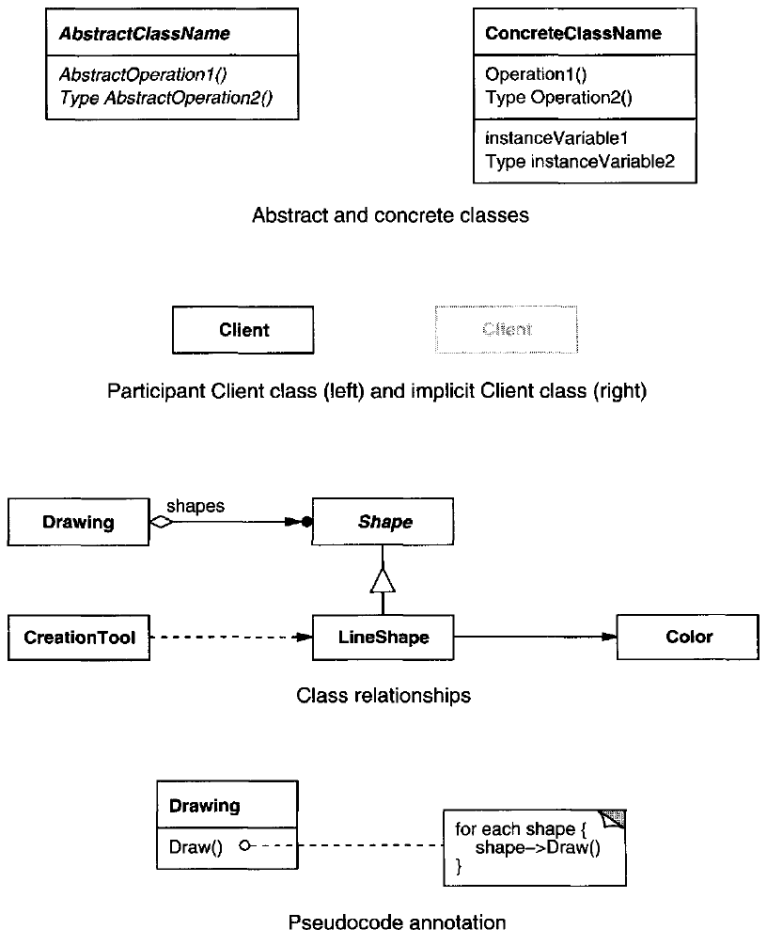 AbstractClassName
AbstractOperation1()
Type AbstractOperation2()
ConcreteClassName
Operation1()
Type Operation2()
instanceVariable1
Type instanceVariable2
Abstract and concrete classes
Client
Client
Participant Client class (left) and implicit Client class (right)
Drawing
shapes
Shape
CreationTool
LineShape
Color
Class relationships
Drawing
Draw()
for each shape {
shape->Draw()
}
Pseudocode annotation